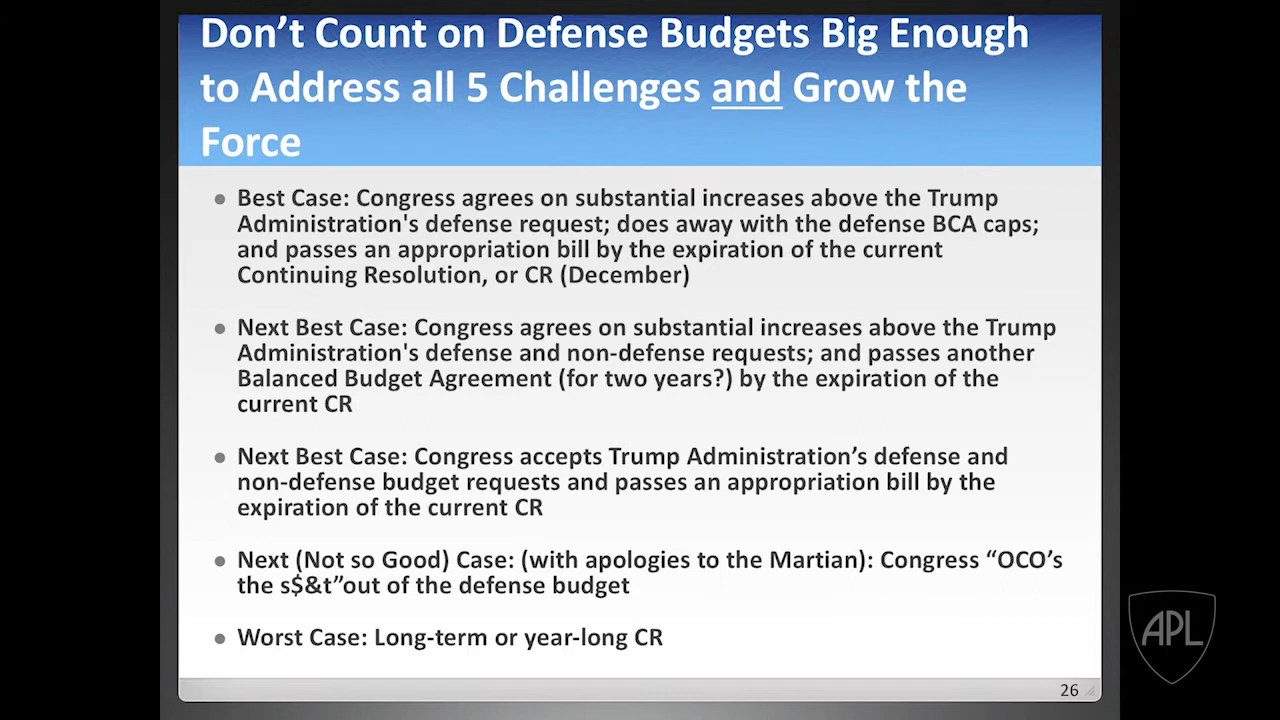 Don’t Count on Defense Budgets Big Enough
to Address all 5 Challenges and Grow the
Force
● Best Case: Congress agrees on substantial increases above the Trump
Administration's defense request; does away with the defense BCA caps;
and passes an appropriation bill by the expiration of the current
Continuing Resolution, or CR (December)
● Next Best Case: Congress agrees on substantial increases above the Trump
Administration's defense and non-defense requests; and passes another
Balanced Budget Agreement (for two years?) by the expiration of the
current CR
● Next Best Case: Congress accepts Trump Administration’s defense and
non-defense budget requests and passes an appropriation bill by the
expiration of the current CR
● Next (Not so Good) Case: (with apologies to the Martian): Congress “OCO’s
the s$&t”out of the defense budget
● Worst Case: Long-term or year-long CR
26
APL